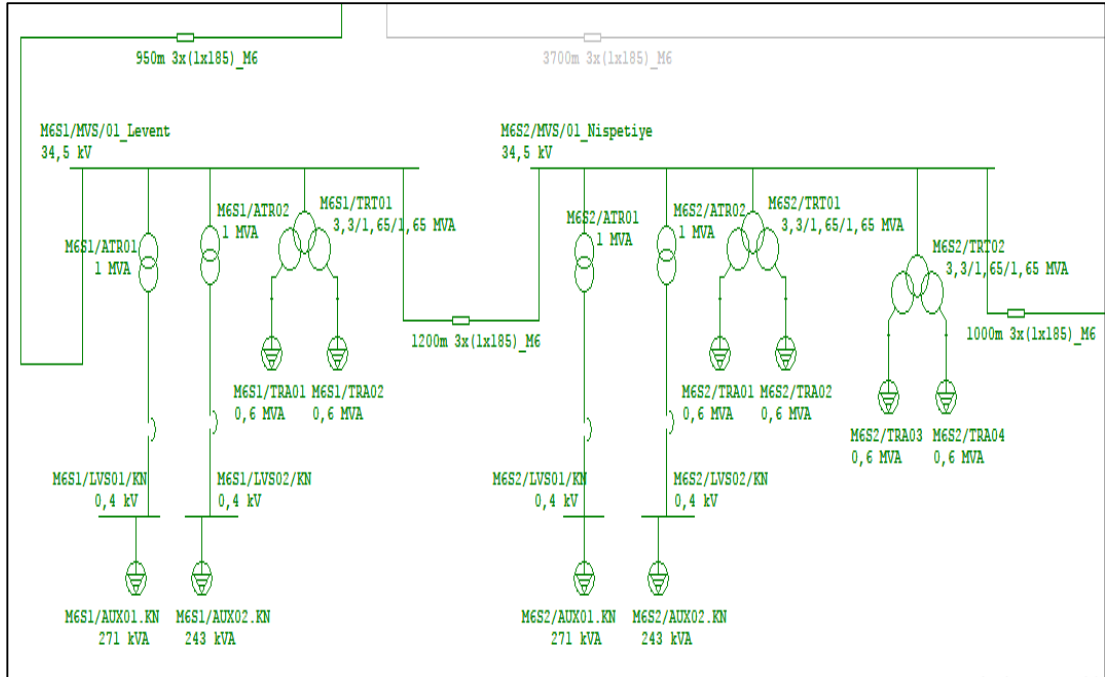 950m 3x(1x185)_M6
3700m 3x(1x185)_M6
M6S1/MVS/01_Levent
34,5 kV
M6S1/ATR01
1 MVA
M6S1/ATR02
1 MVA
M6S1/TRT01
3,3/1,65/1,65 MVA
M6S1/TRA01
0,6 MVA
M6S1/TRA02
0,6 MVA
M6S1/LVS01/KN
0,4 kV
M6S1/LVS02/KN
0,4 kV
M6S1/AUX01.KN
271 kVA
M6S1/AUX02.KN
243 kVA
1200m 3x(1x185)_M6
M6S2/MVS/01_Nispetiye
34,5 kV
M6S2/ATR01
1 MVA
M6S2/ATR02
1 MVA
M6S2/TRT01
3,3/1,65/1,65 MVA
M6S2/TRT02
3,3/1,65/1,65 MVA
1000m 3x(1x185)_M6
M6S2/TRA01
0,6 MVA
M6S2/TRA02
0,6 MVA
M6S2/TRA03
0,6 MVA
M6S2/TRA04
0,6 MVA
M6S2/LVS01/KN
0,4 kV
M6S2/LVS02/KN
0,4 kV
M6S2/AUX01.KN
271 kVA
M6S2/AUX02.KN
243 kVA